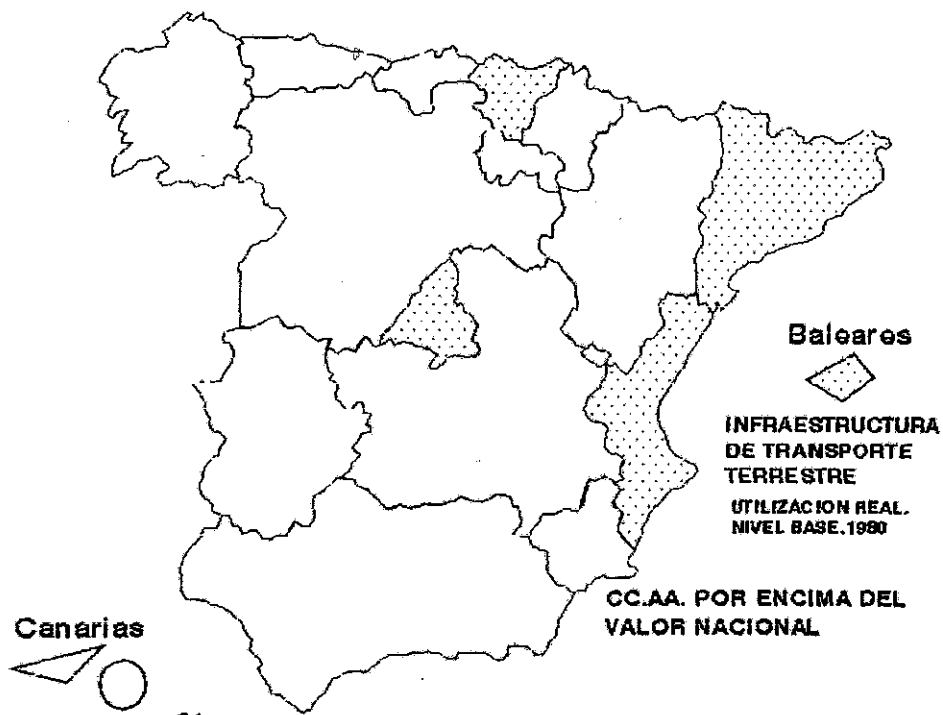 Baleares
INFRAESTRUCTURA
DE TRANSPORTE
TERRESTRE
UTILIZACION REAL.
NIVEL BASE.1980
CC.AA. POR ENCIMA DEL
VALOR NACIONAL
Canarias